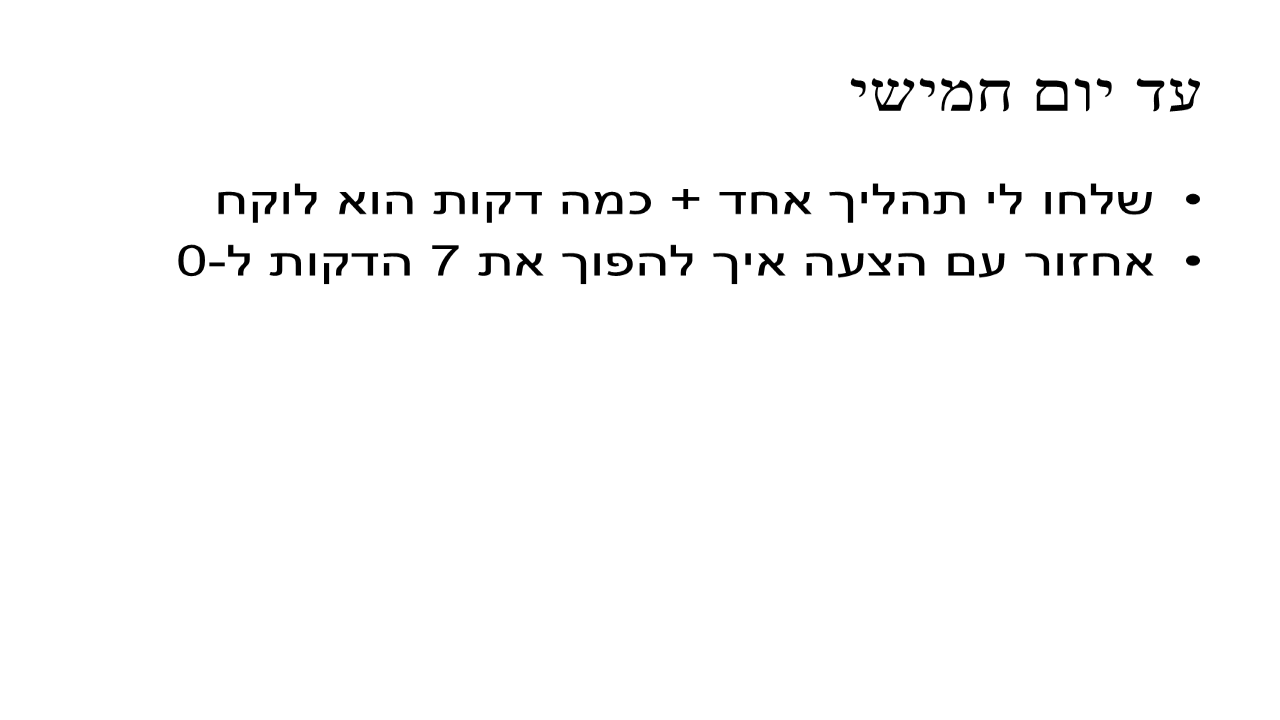 עד יום חמישי
• שלחו לי תהליך אחד + כמה דקות הוא לוקח
• אחזור עם הצעה איך להפוך את 7 הדקות ל-0